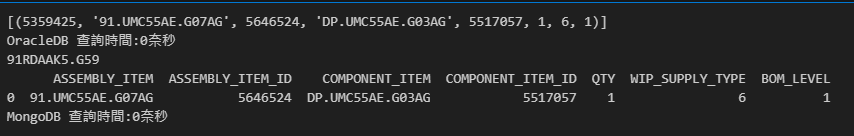 [(5359425, '91.UMC55AE.G07AG', 5646524, 'DP.UMC55AE.G03AG', 5517057, 1, 6, 1)]
OracleDB 查詢時間:0奈秒
91RDAAK5.G59
ASSEMBLY_ITEM ASSEMBLY_ITEM_ID COMPONENT_ITEM COMPONENT_ITEM_ID QTY WIP_SUPPLY_TYPE BOM_LEVEL
0 91.UMC55AE.G07AG 5646524 DP.UMC55AE.G03AG 5517057 1 6 1
MongoDB 查詢時間:0奈秒